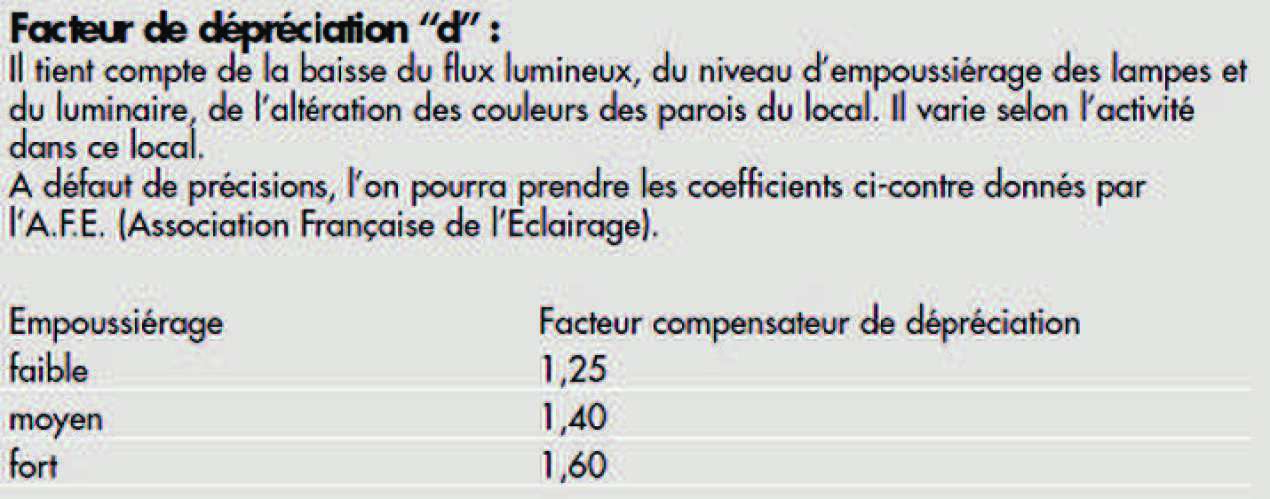 Facteur de dépréciation “d” :
Il tient compte de la baisse du flux lumineux, du niveau d’empoussiérage des lampes et
du luminaire, de l’altération des couleurs des parois du local. Il varie selon l’activité
dans ce local.
A défaut de précisions, l’on pourra prendre les coefficients ci-contre donnés par
l’A.F.E. (Association Française de l’Eclairage).
Empoussiérage Facteur compensateur de dépréciation
faible 1,25
moyen 1,40
fort 1,60